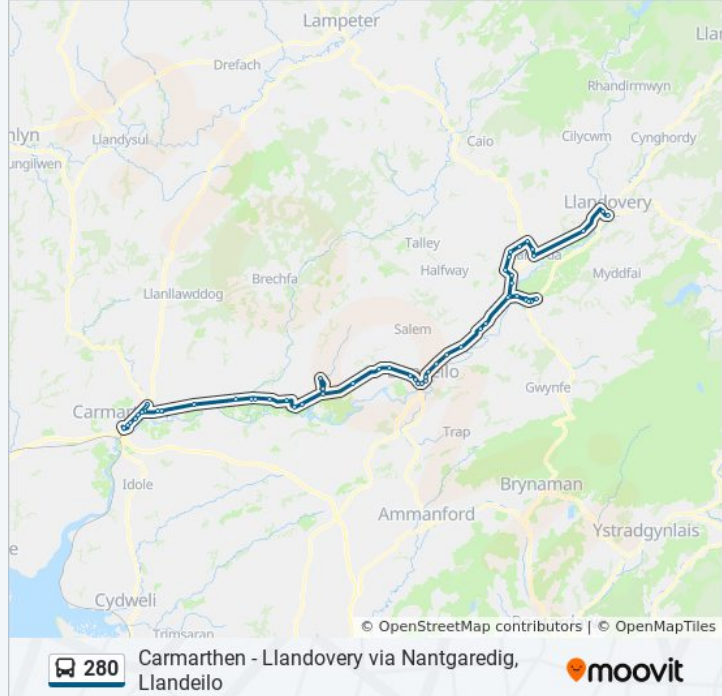 Lampeter
Drefach
Rhandirmwyn
Llandysul
Cilycwm
Cynghordy
Caio
Llandovery
Talley
Halfway
Myddfai
Brechfa
Llanllawddog
Salem
Gwynfe
Trap
Idole
Brynaman
Ammanford
Ystradgynlais
Cydweli
Trimsaran
© OpenStreetMap contributors | © OpenMapTiles
280
Carmarthen - Llandovery via Nantgaredig,
Llandeilo
moovit